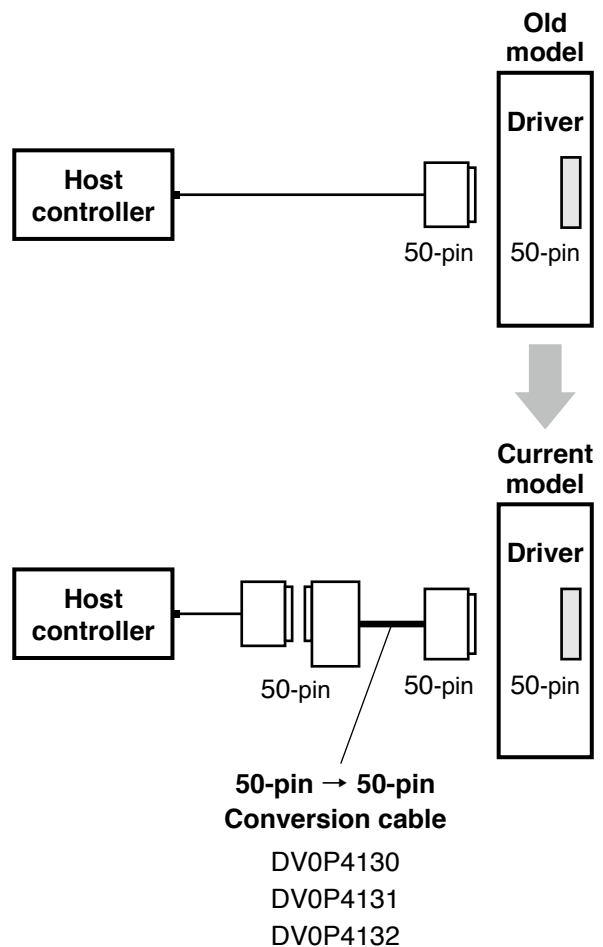 Old
model
Driver
Host
controller
50-pin
50-pin
Current
model
Driver
Host
controller
50-pin
50-pin
50-pin
50-pin → 50-pin
Conversion cable
DV0P4130
DV0P4131
DV0P4132